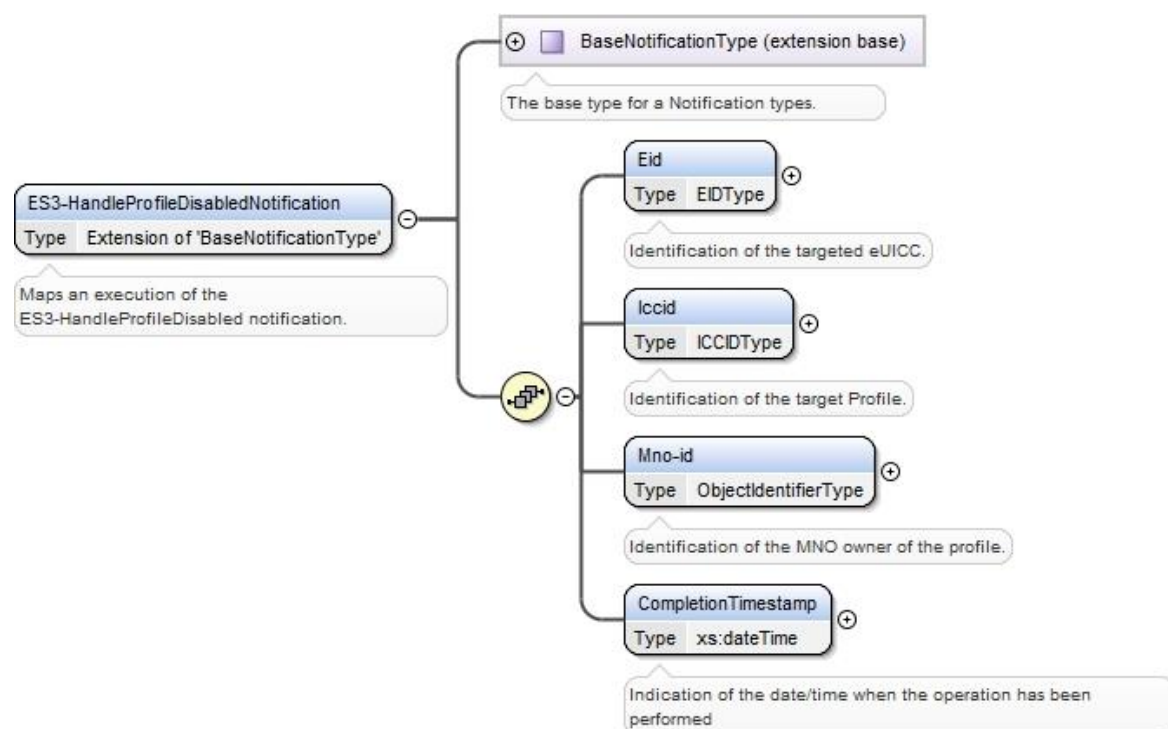 BaseNotificationType (extension base)
The base type for a Notification types.
ES3-HandleProfileDisabledNotification
Type Extension of 'BaseNotificationType'
Maps an execution of the
ES3-HandleProfileDisabled notification.
Eid
Type EIDType
Identification of the targeted eUICC.
Iccid
Type ICCIDType
Identification of the target Profile.
Mno-id
Type ObjectIdentifierType
Identification of the MNO owner of the profile.
CompletionTimestamp
Type xs:dateTime
Indication of the date/time when the operation has been
performed